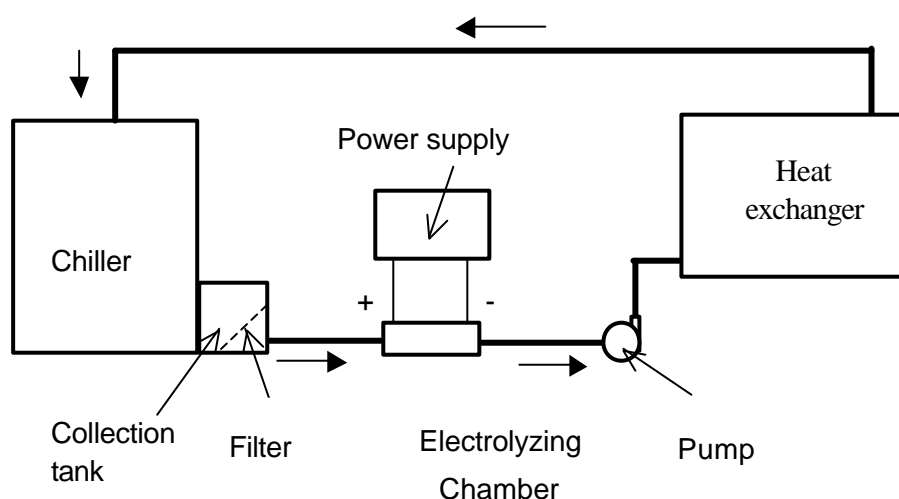 Power supply
Heat
exchanger
Chiller
+
-
Collection
tank
Filter
Electrolyzing
Chamber
Pump